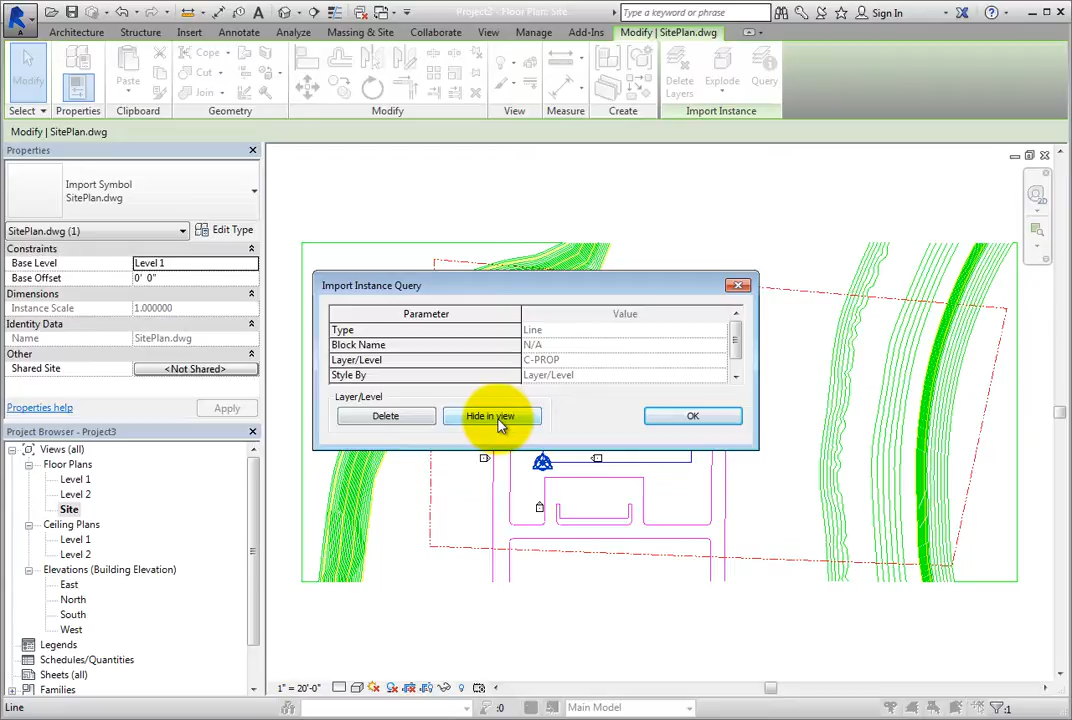 Project3 - Floor Plan: Site
Type a keyword or phrase
Sign In
Architecture Structure Insert Annotate Analyze Massing & Site Collaborate View Manage Add-Ins Modify | SitePlan.dwg
Modify Paste Cope Cut Join Delete Layers Explode Query
Select Properties Clipboard Geometry Modify View Measure Create Import Instance
Modify | SitePlan.dwg
Properties
Import Symbol
SitePlan.dwg
SitePlan.dwg (1) Edit Type
Constraints
Base Level Level 1
Base Offset 0' 0"
Dimensions
Instance Scale 1.000000
Identity Data
Name SitePlan.dwg
Other
Shared Site <Not Shared>
Properties help Apply
Project Browser - Project3
Views (all)
Floor Plans
Level 1
Level 2
Site
Ceiling Plans
Level 1
Level 2
Elevations (Building Elevation)
East
North
South
West
Legends
Schedules/Quantities
Sheets (all)
Families
Import Instance Query
Parameter Value
Type Line
Block Name N/A
Layer/Level C-PROP
Style By Layer/Level
Layer/Level
Delete Hide in view OK
2D
1" = 20'-0"
Line :0 Main Model :1